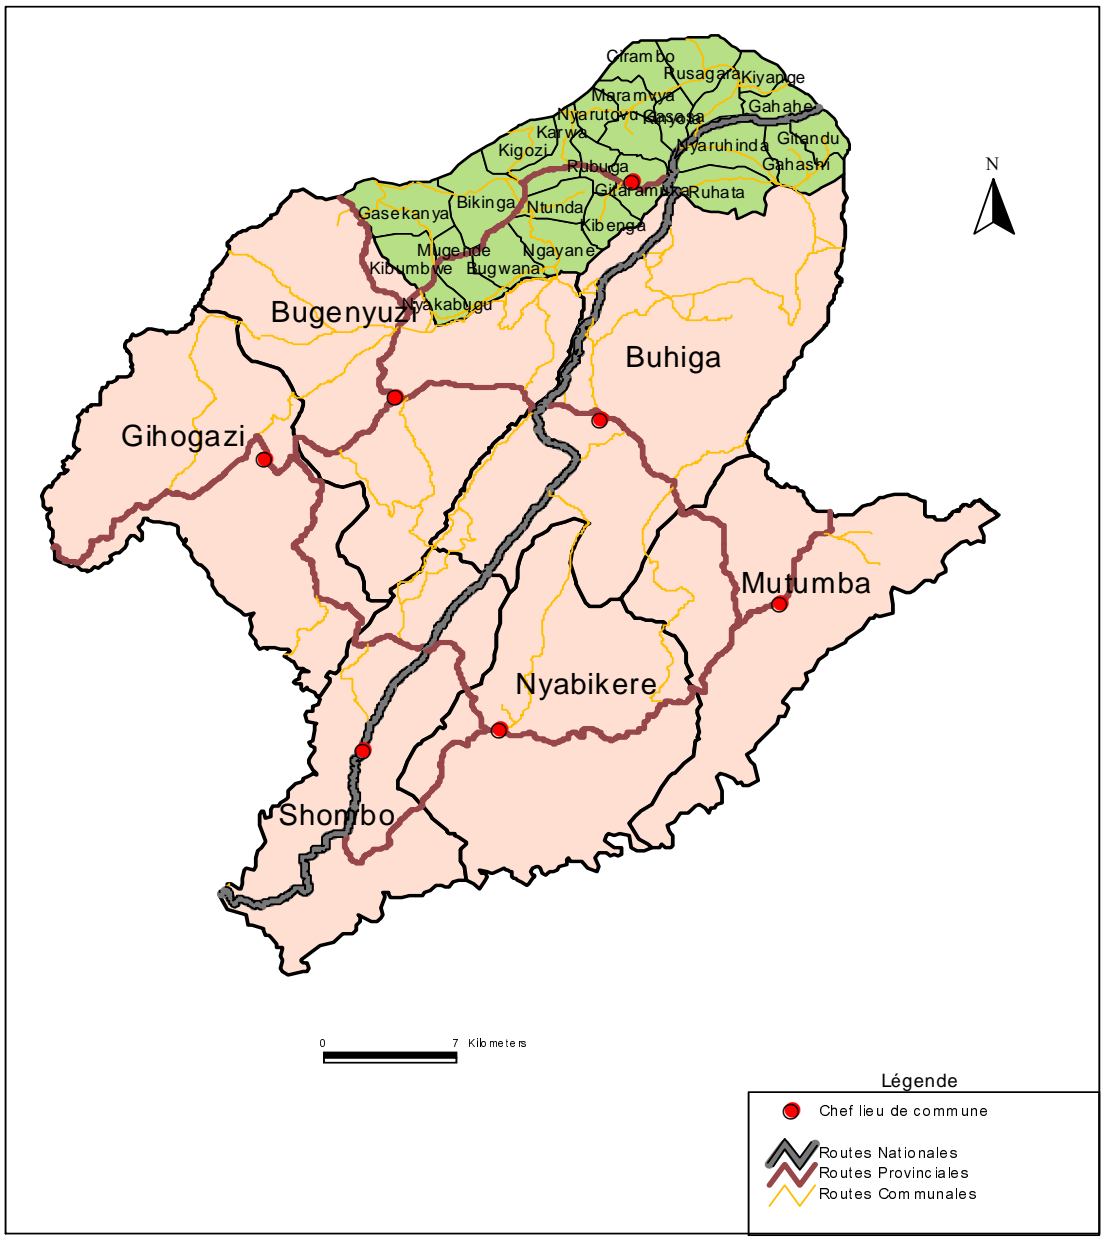 Cirambo
Rusagara
Kiyange
Maramvya
Gahahe
Nyarutovu
Gasasa
Karwa
Gitandu
Kigozi
Nyaruhinda
Gahashi
Rubuga
Gitaramuka
Ruhata
Bikinga
Ntunda
Gasekanya
Kibenga
Mugende
Ngayane
Kibumbwe
Bugwana
Nyakabugu
N
Bugenyuzi
Buhiga
Gihogazi
Mutumba
Nyabikere
Shombo
0 7 Kilometers
Légende
Chef lieu de commune
Routes Nationales
Routes Provinciales
Routes Communales